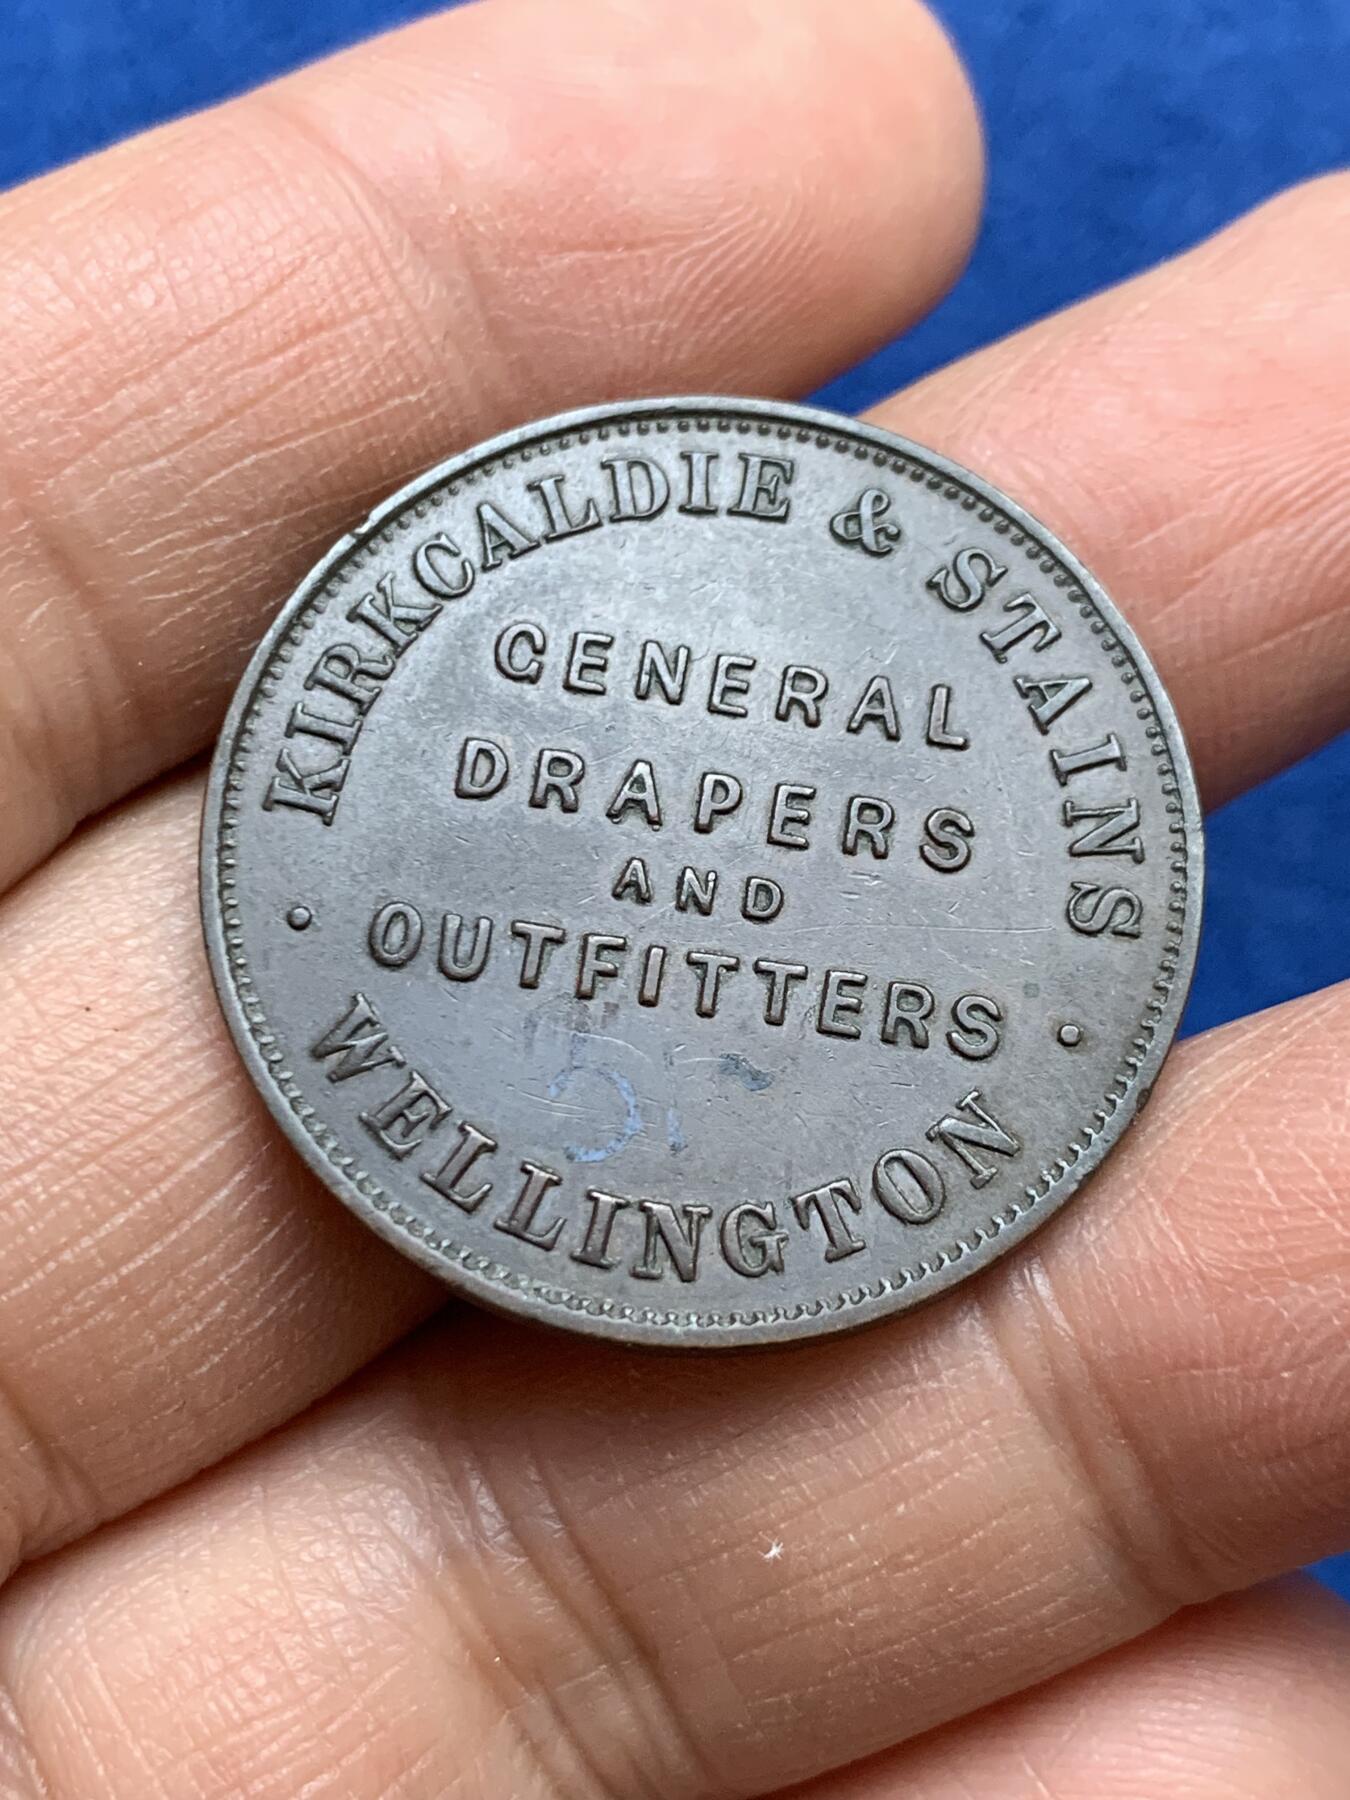 KIRKCALDIE & STAINS
GENERAL
DRAPERS
AND
OUTFITTERS
WELLINGTON